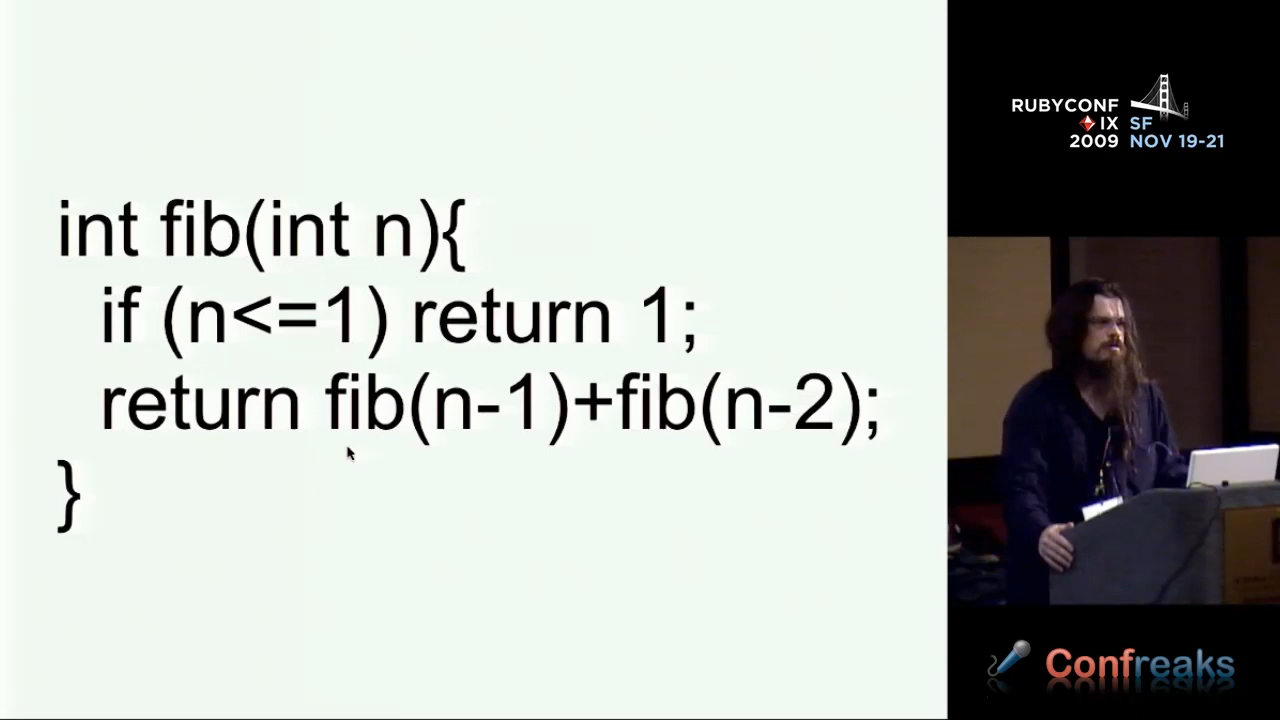 int fib(int n){
if (n<=1) return 1;
return fib(n-1)+fib(n-2);
}
RUBYCONF
IX SF
2009 NOV 19-21
Confreaks